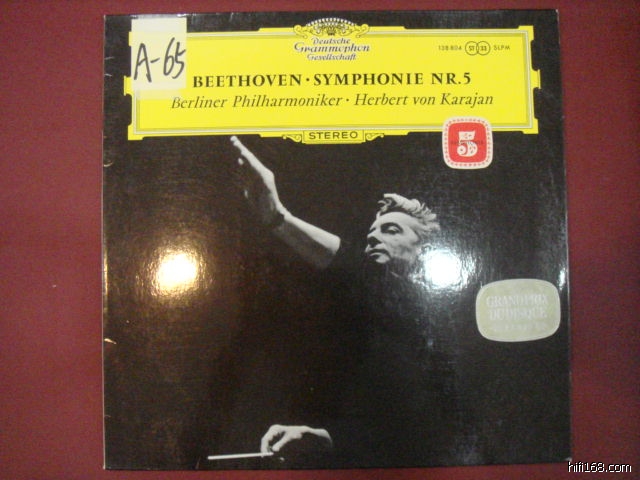 Deutsche
Grammophon
Gesellschaft
138 804 ST 33 SLPM
A-65
BEETHOVEN · SYMPHONIE NR. 5
Berliner Philharmoniker · Herbert von Karajan
STEREO
5
GRAND PRIX
DU DISQUE
hifi168.com